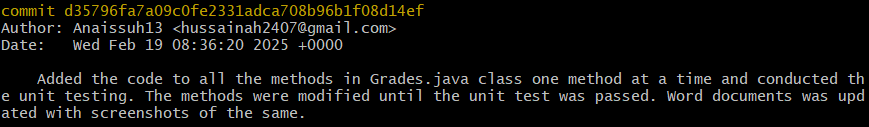 commit d35796fa7a09c0fe2331adca708b96b1f08d14ef
Author: Anaissuh13 <hussainah2407@gmail.com>
Date:   Wed Feb 19 08:36:20 2025 +0000
    Added the code to all the methods in Grades.java class one method at a time and conducted th
e unit testing. The methods were modified until the unit test was passed. Word documents was upd
ated with screenshots of the same.